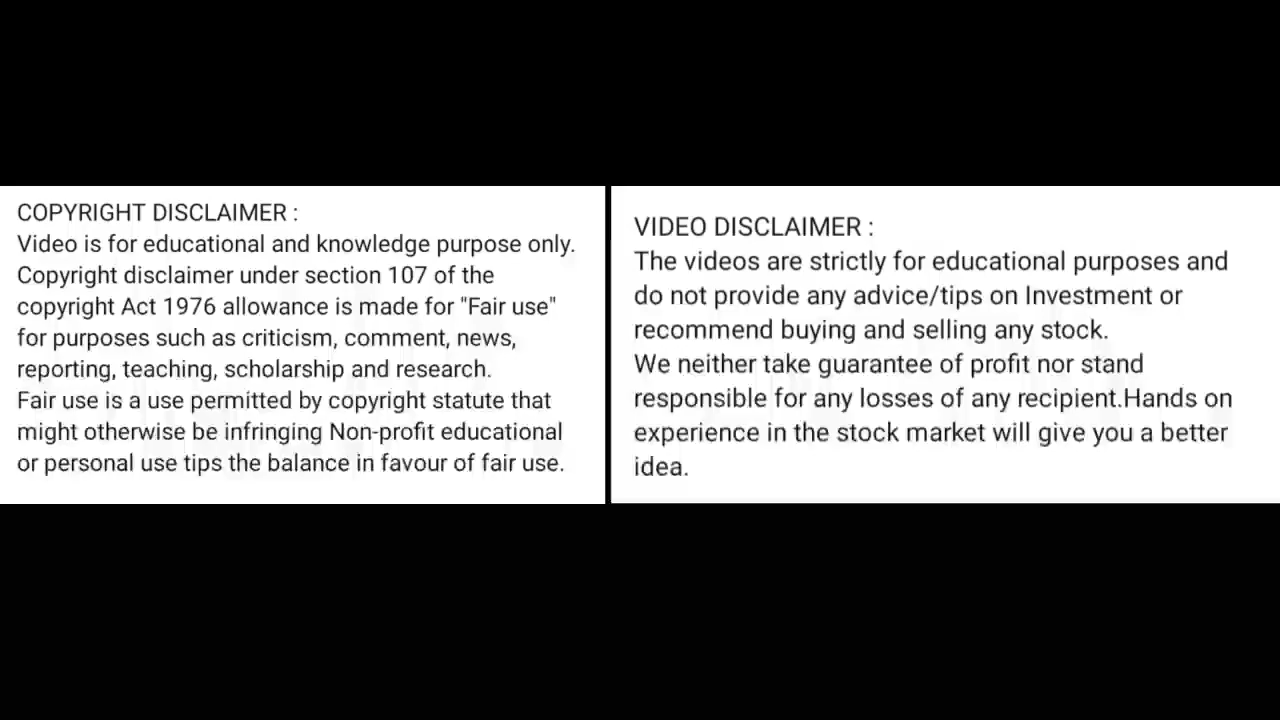 COPYRIGHT DISCLAIMER :
Video is for educational and knowledge purpose only.
Copyright disclaimer under section 107 of the
copyright Act 1976 allowance is made for "Fair use"
for purposes such as criticism, comment, news,
reporting, teaching, scholarship and research.
Fair use is a use permitted by copyright statute that
might otherwise be infringing Non-profit educational
or personal use tips the balance in favour of fair use.
VIDEO DISCLAIMER :
The videos are strictly for educational purposes and
do not provide any advice/tips on Investment or
recommend buying and selling any stock.
We neither take guarantee of profit nor stand
responsible for any losses of any recipient.Hands on
experience in the stock market will give you a better
idea.